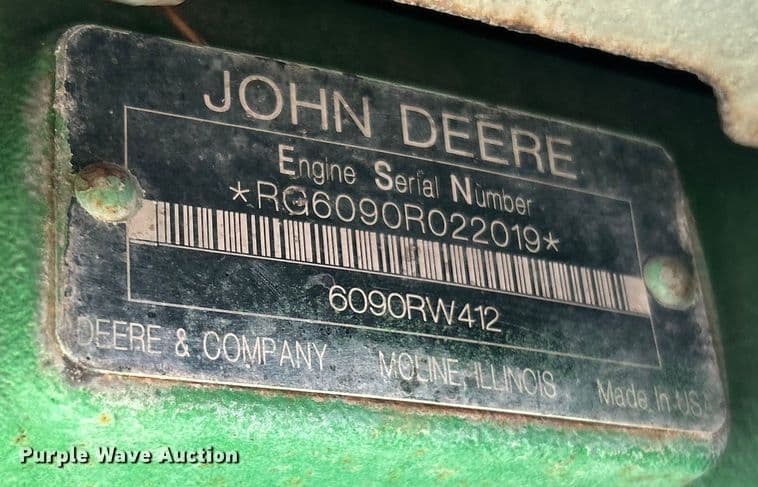 JOHN DEERE
Engine Serial Number
*RG6090R022019*
6090RW412
DEERE & COMPANY MOLINE, ILLINOIS Made In USA
Purple Wave Auction